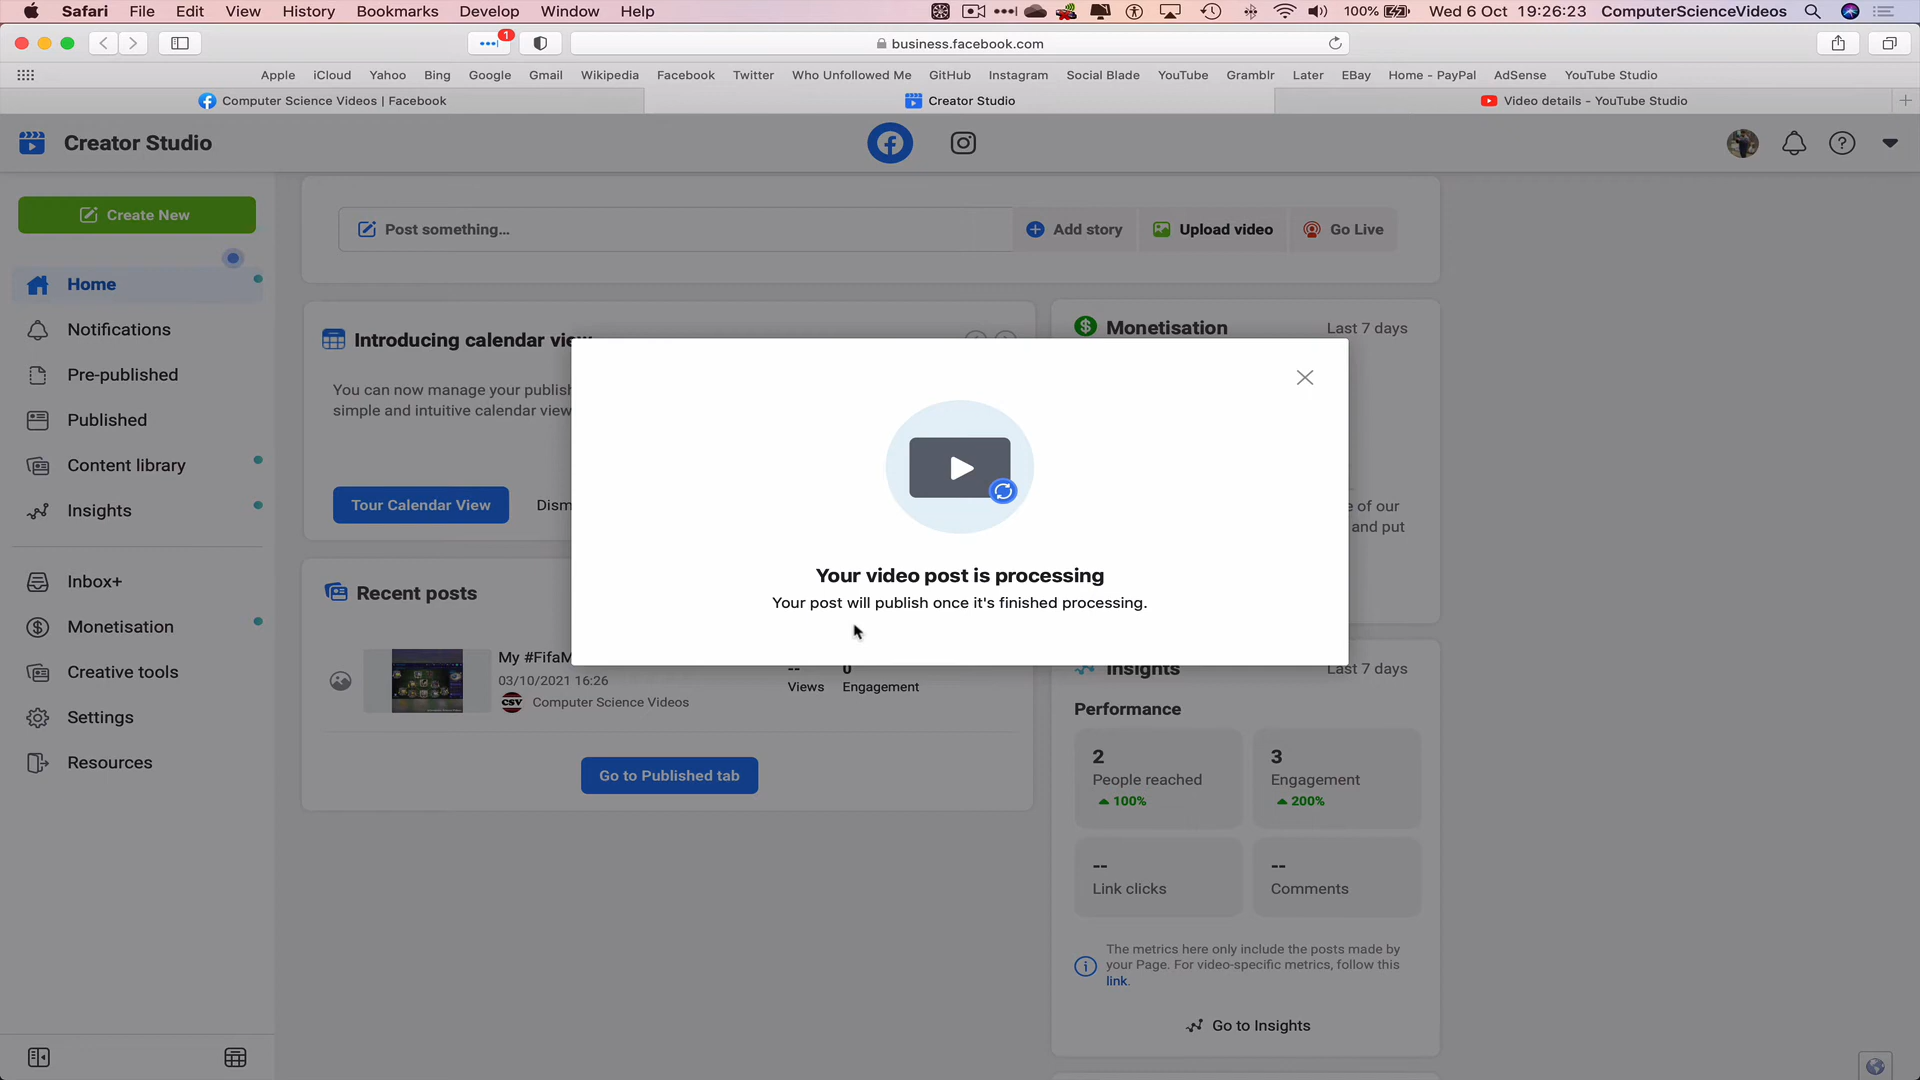 Safari File Edit View History Bookmarks Develop Window Help 100% Wed 6 Oct 19:26:23 ComputerScienceVideos
1
business.facebook.com
Apple iCloud Yahoo Bing Google Gmail Wikipedia Facebook Twitter Who Unfollowed Me GitHub Instagram Social Blade YouTube Gramblr Later EBay Home - PayPal AdSense YouTube Studio
Computer Science Videos | Facebook
Creator Studio
Video details - YouTube Studio
Creator Studio
Create New
Home
Notifications
Pre-published
Published
Content library
Insights
Inbox+
Monetisation
Creative tools
Settings
Resources
Post something...
Add story
Upload video
Go Live
Introducing calendar view
You can now manage your publish
simple and intuitive calendar view
Tour Calendar View
Dism
Monetisation
Last 7 days
e of our
and put
Your video post is processing
Your post will publish once it's finished processing.
Recent posts
My #FifaM
03/10/2021 16:26
CSV Computer Science Videos
--
Views
0
Engagement
Go to Published tab
Insights
Last 7 days
Performance
2
People reached
100%
3
Engagement
200%
--
Link clicks
--
Comments
The metrics here only include the posts made by
your Page. For video-specific metrics, follow this
link.
Go to Insights